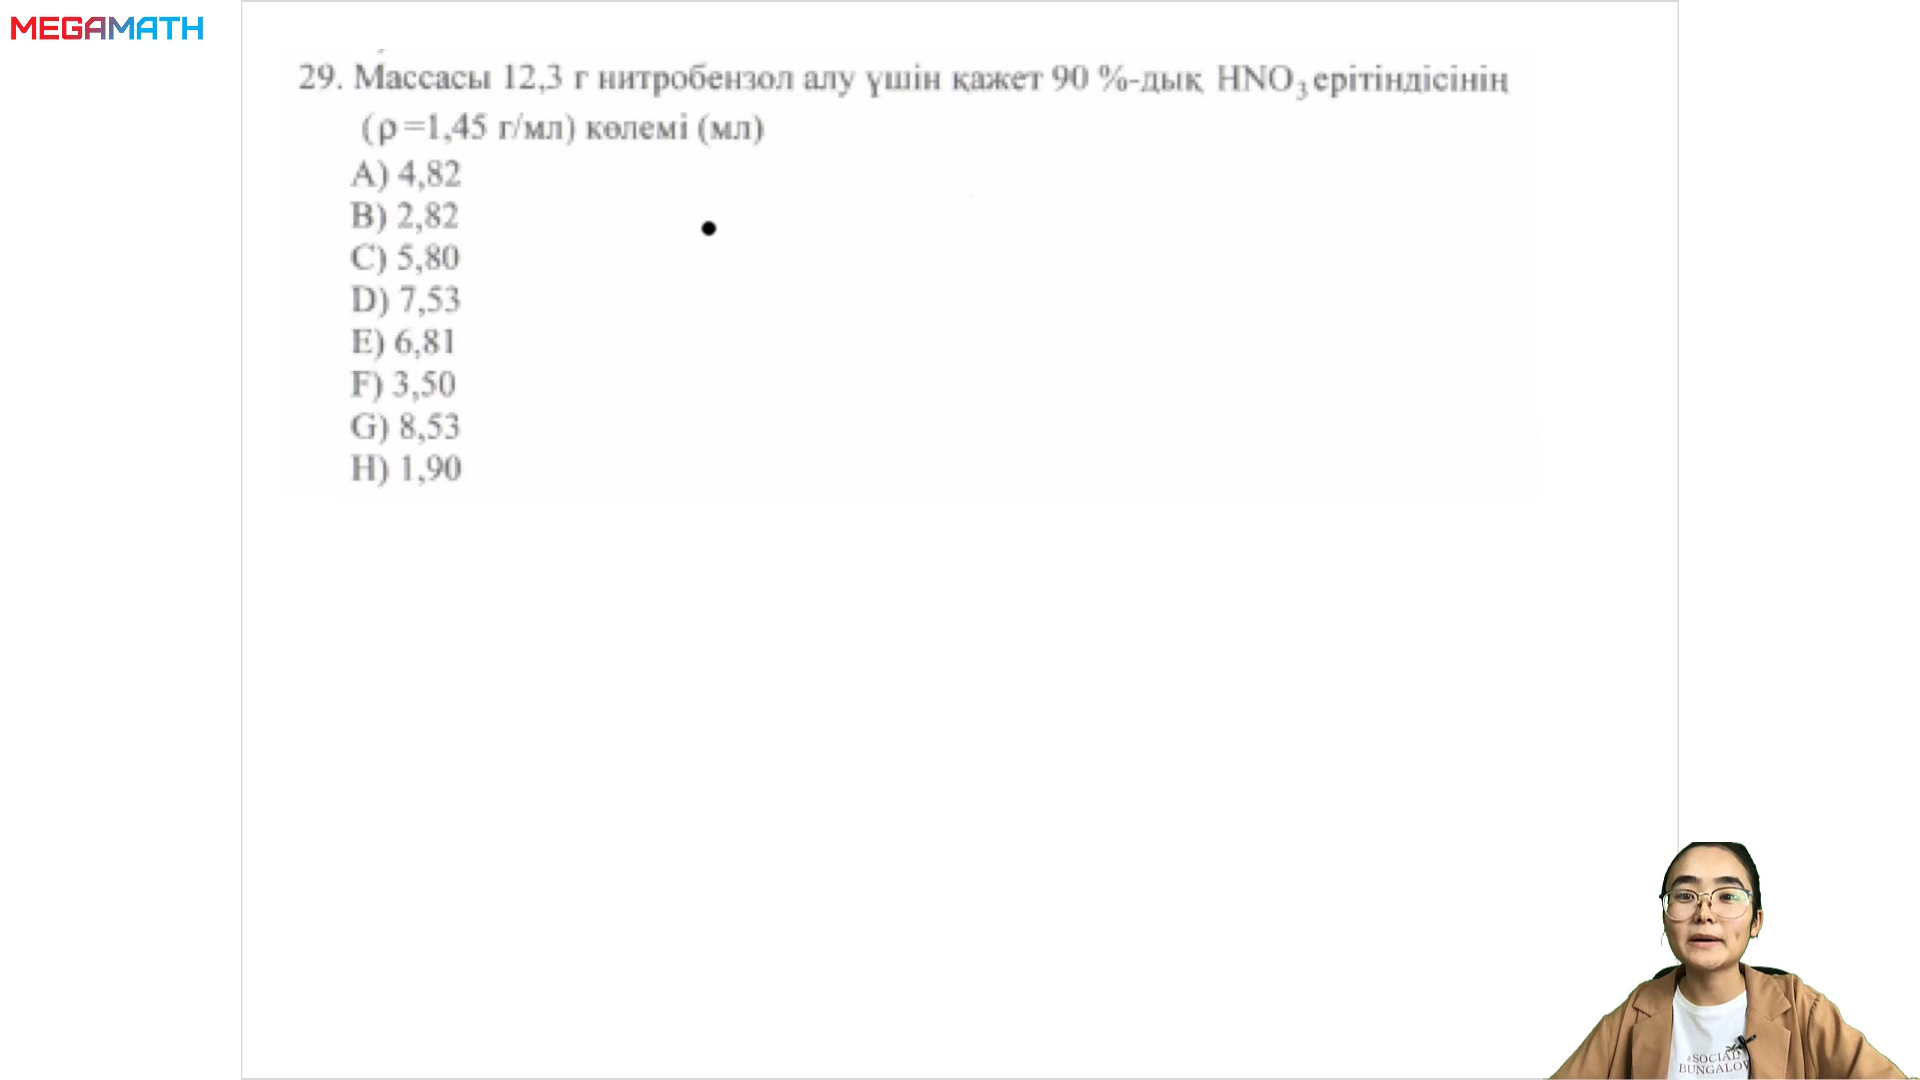 MEGAMATH
29. Массасы 12,3 г нитробензол алу үшін қажет 90 %-дық HNO₃ ерітіндісінің
(ρ=1,45 г/мл) көлемі (мл)
A) 4,82
B) 2,82
C) 5,80
D) 7,53
E) 6,81
F) 3,50
G) 8,53
H) 1,90
SOCIAL
BUNGALOW